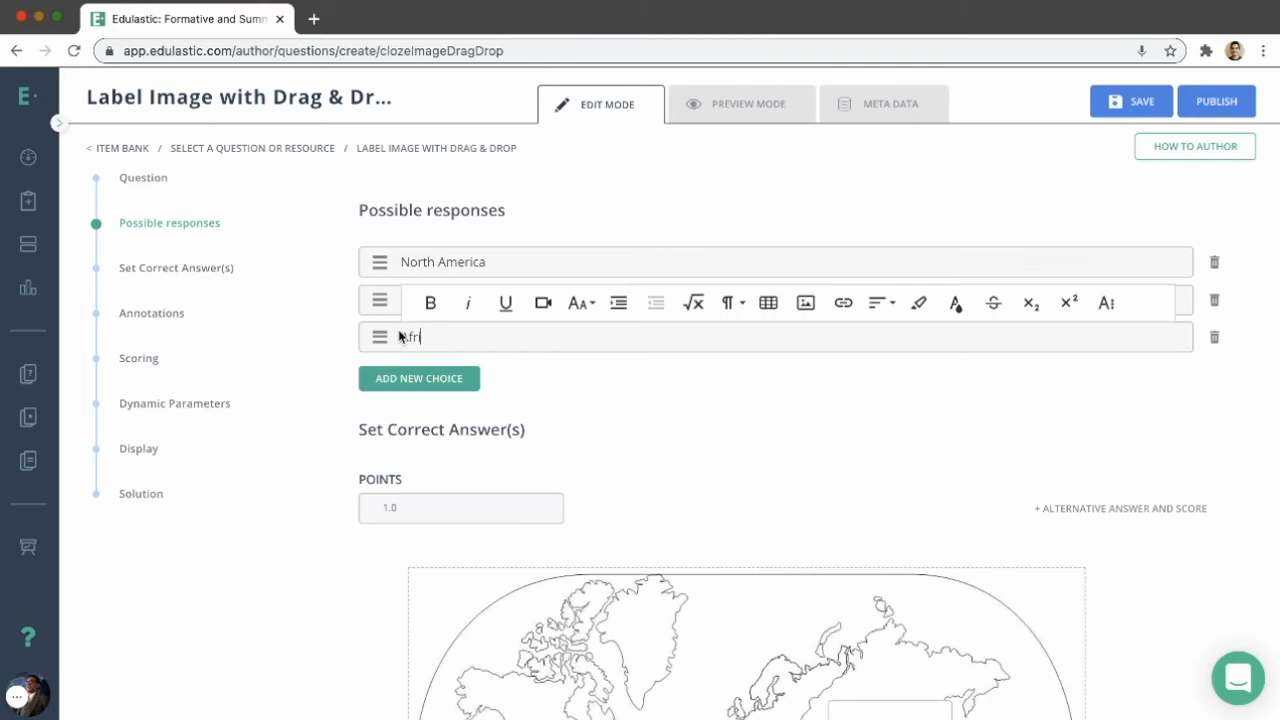 Edulastic: Formative and Summ
app.edulastic.com/author/questions/create/clozeImageDragDrop
E
Label Image with Drag & Dr...
EDIT MODE
PREVIEW MODE
META DATA
SAVE
PUBLISH
< ITEM BANK / SELECT A QUESTION OR RESOURCE / LABEL IMAGE WITH DRAG & DROP
HOW TO AUTHOR
Question
Possible responses
Set Correct Answer(s)
Annotations
Scoring
Dynamic Parameters
Display
Solution
Possible responses
North America
Afri
ADD NEW CHOICE
Set Correct Answer(s)
POINTS
1.0
+ ALTERNATIVE ANSWER AND SCORE